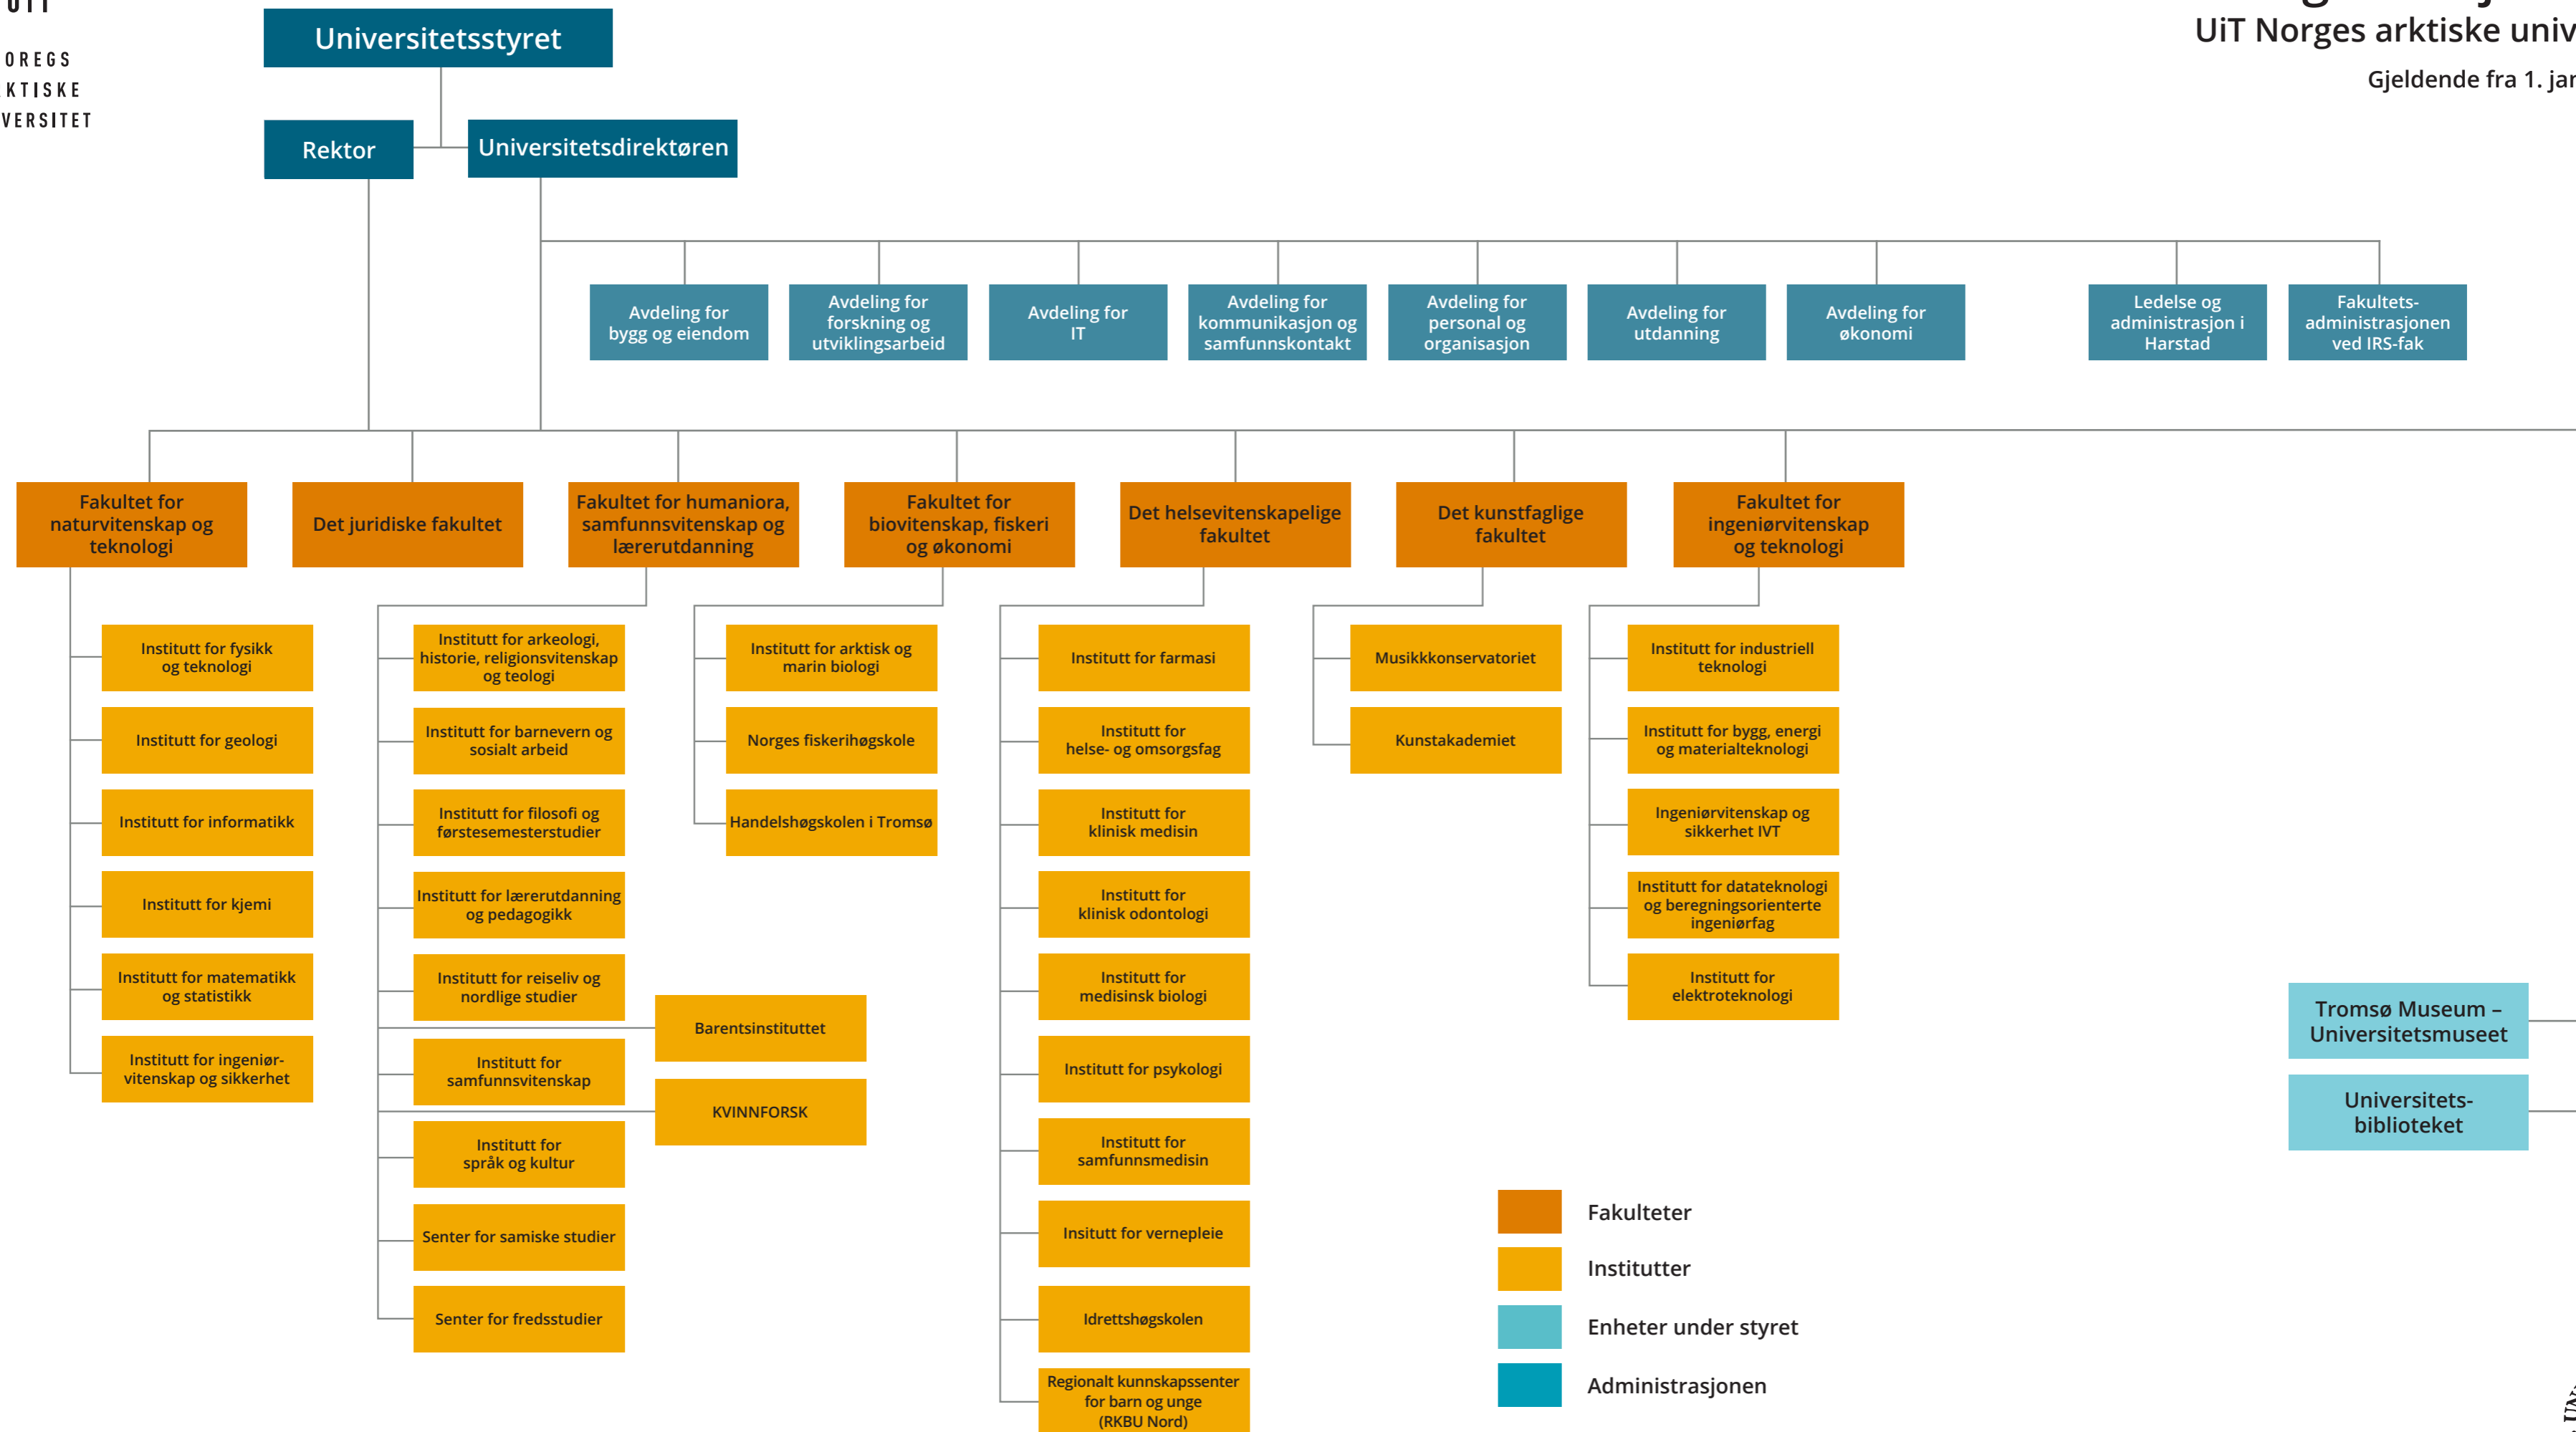 OREGS
KTISKE
VERSITET
UiT Norges arktiske univ
Gjeldende fra 1. jan
Universitetsstyret
Rektor
Universitetsdirektøren
Avdeling for
bygg og eiendom
Avdeling for
forskning og
utviklingsarbeid
Avdeling for
IT
Avdeling for
kommunikasjon og
samfunnskontakt
Avdeling for
personal og
organisasjon
Avdeling for
utdanning
Avdeling for
økonomi
Ledelse og
administrasjon i
Harstad
Fakultets-
administrasjonen
ved IRS-fak
Fakultet for
naturvitenskap og
teknologi
Det juridiske fakultet
Fakultet for humaniora,
samfunnsvitenskap og
lærerutdanning
Fakultet for
biovitenskap, fiskeri
og økonomi
Det helsevitenskapelige
fakultet
Det kunstfaglige
fakultet
Fakultet for
ingeniørvitenskap
og teknologi
Institutt for fysikk
og teknologi
Institutt for geologi
Institutt for informatikk
Institutt for kjemi
Institutt for matematikk
og statistikk
Institutt for ingeniør-
vitenskap og sikkerhet
Institutt for arkeologi,
historie, religionsvitenskap
og teologi
Institutt for barnevern og
sosialt arbeid
Institutt for filosofi og
førstesemesterstudier
Institutt for lærerutdanning
og pedagogikk
Institutt for reiseliv og
nordlige studier
Barentsinstituttet
Institutt for
samfunnsvitenskap
KVINNFORSK
Institutt for
språk og kultur
Senter for samiske studier
Senter for fredsstudier
Institutt for arktisk og
marin biologi
Norges fiskerihøgskole
Handelshøgskolen i Tromsø
Institutt for farmasi
Institutt for
helse- og omsorgsfag
Institutt for
klinisk medisin
Institutt for
klinisk odontologi
Institutt for
medisinsk biologi
Institutt for psykologi
Institutt for
samfunnsmedisin
Insitutt for vernepleie
Idrettshøgskolen
Regionalt kunnskapssenter
for barn og unge
(RKBU Nord)
Musikkkonservatoriet
Kunstakademiet
Institutt for industriell
teknologi
Institutt for bygg, energi
og materialteknologi
Ingeniørvitenskap og
sikkerhet IVT
Institutt for datateknologi
og beregningsorienterte
ingeniørfag
Institutt for
elektroteknologi
Tromsø Museum –
Universitetsmuseet
Universitets-
biblioteket
Fakulteter
Institutter
Enheter under styret
Administrasjonen